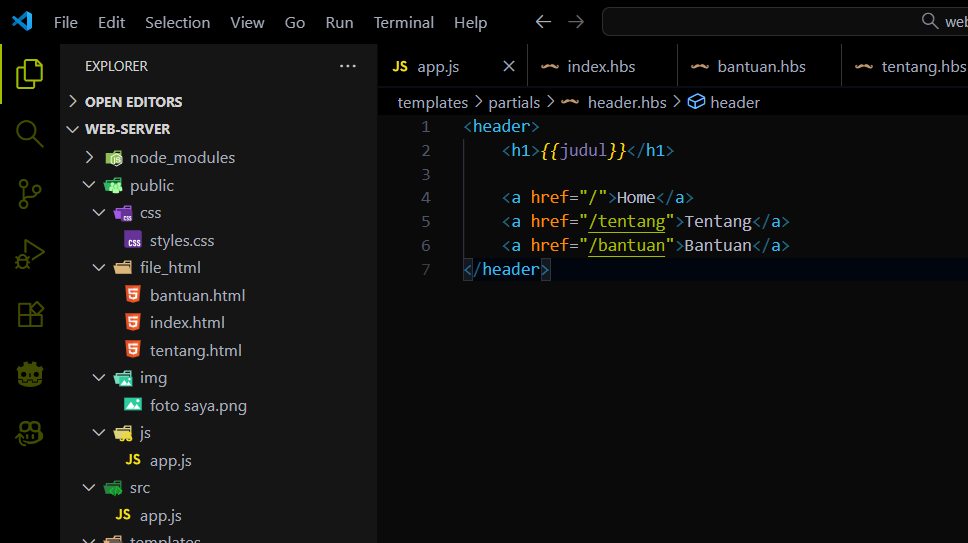 File Edit Selection View Go Run Terminal Help web
EXPLORER
OPEN EDITORS
WEB-SERVER
node_modules
public
css
styles.css
file_html
bantuan.html
index.html
tentang.html
img
foto saya.png
js
JS app.js
src
JS app.js
templates
JS app.js index.hbs bantuan.hbs tentang.hbs
templates > partials > header.hbs > header
1 <header>
2 <h1>{{judul}}</h1>
3
4 <a href="/">Home</a>
5 <a href="/tentang">Tentang</a>
6 <a href="/bantuan">Bantuan</a>
7 </header>